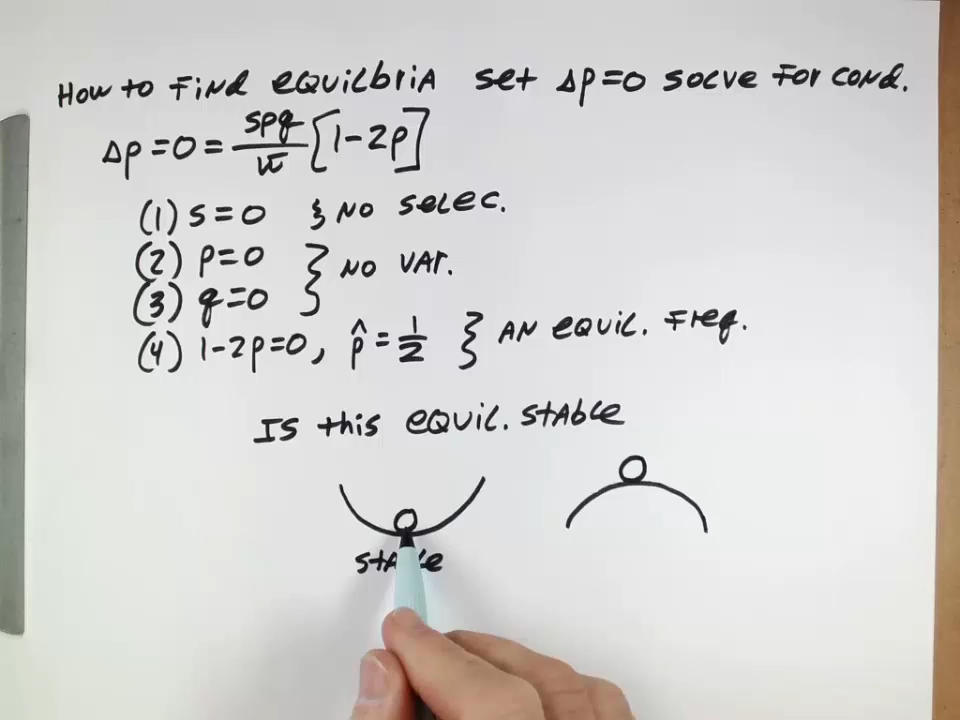 How to Find equilbria set Δp=0 solve For cond.
Δp=0=spq/w̅ [1-2p]
(1) s=0 } No selec.
(2) p=0 } No var.
(3) q=0
(4) 1-2p=0, p̂=1/2 } An equil. Freq.
Is this equil. stable
stable